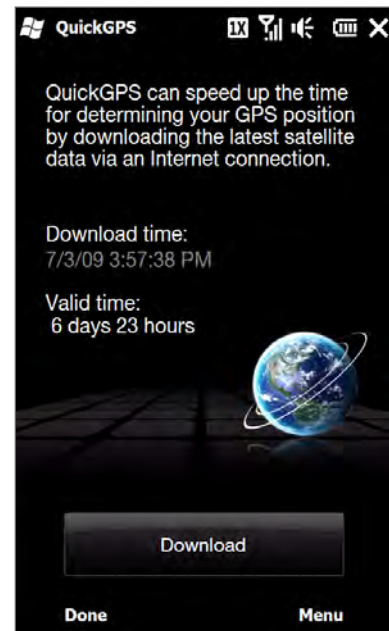 QuickGPS 1X
QuickGPS can speed up the time
for determining your GPS position
by downloading the latest satellite
data via an Internet connection.
Download time:
7/3/09 3:57:38 PM
Valid time:
6 days 23 hours
Download
Done Menu